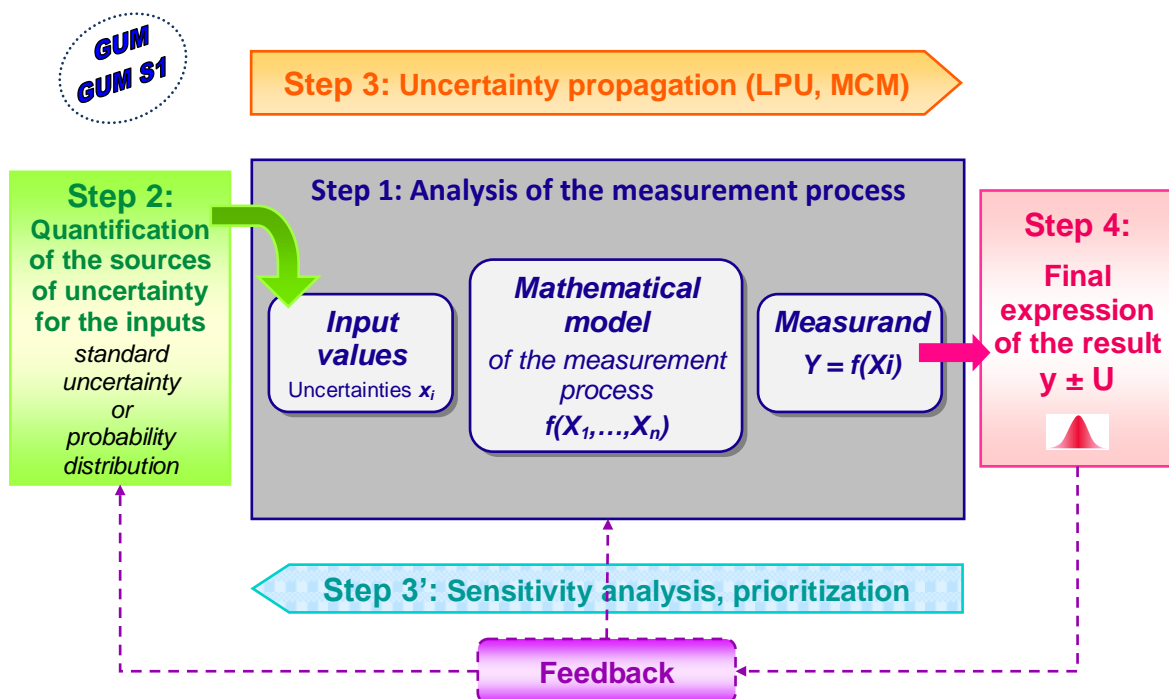 GUM
GUM S1
Step 3: Uncertainty propagation (LPU, MCM)
Step 2:
Quantification
of the sources
of uncertainty
for the inputs
standard
uncertainty
or
probability
distribution
Step 1: Analysis of the measurement process
Input
values
Uncertainties xᵢ
Mathematical
model
of the measurement
process
f(X₁,…,Xₙ)
Measurand
Y = f(Xi)
Step 4:
Final
expression
of the result
y ± U
Step 3’: Sensitivity analysis, prioritization
Feedback